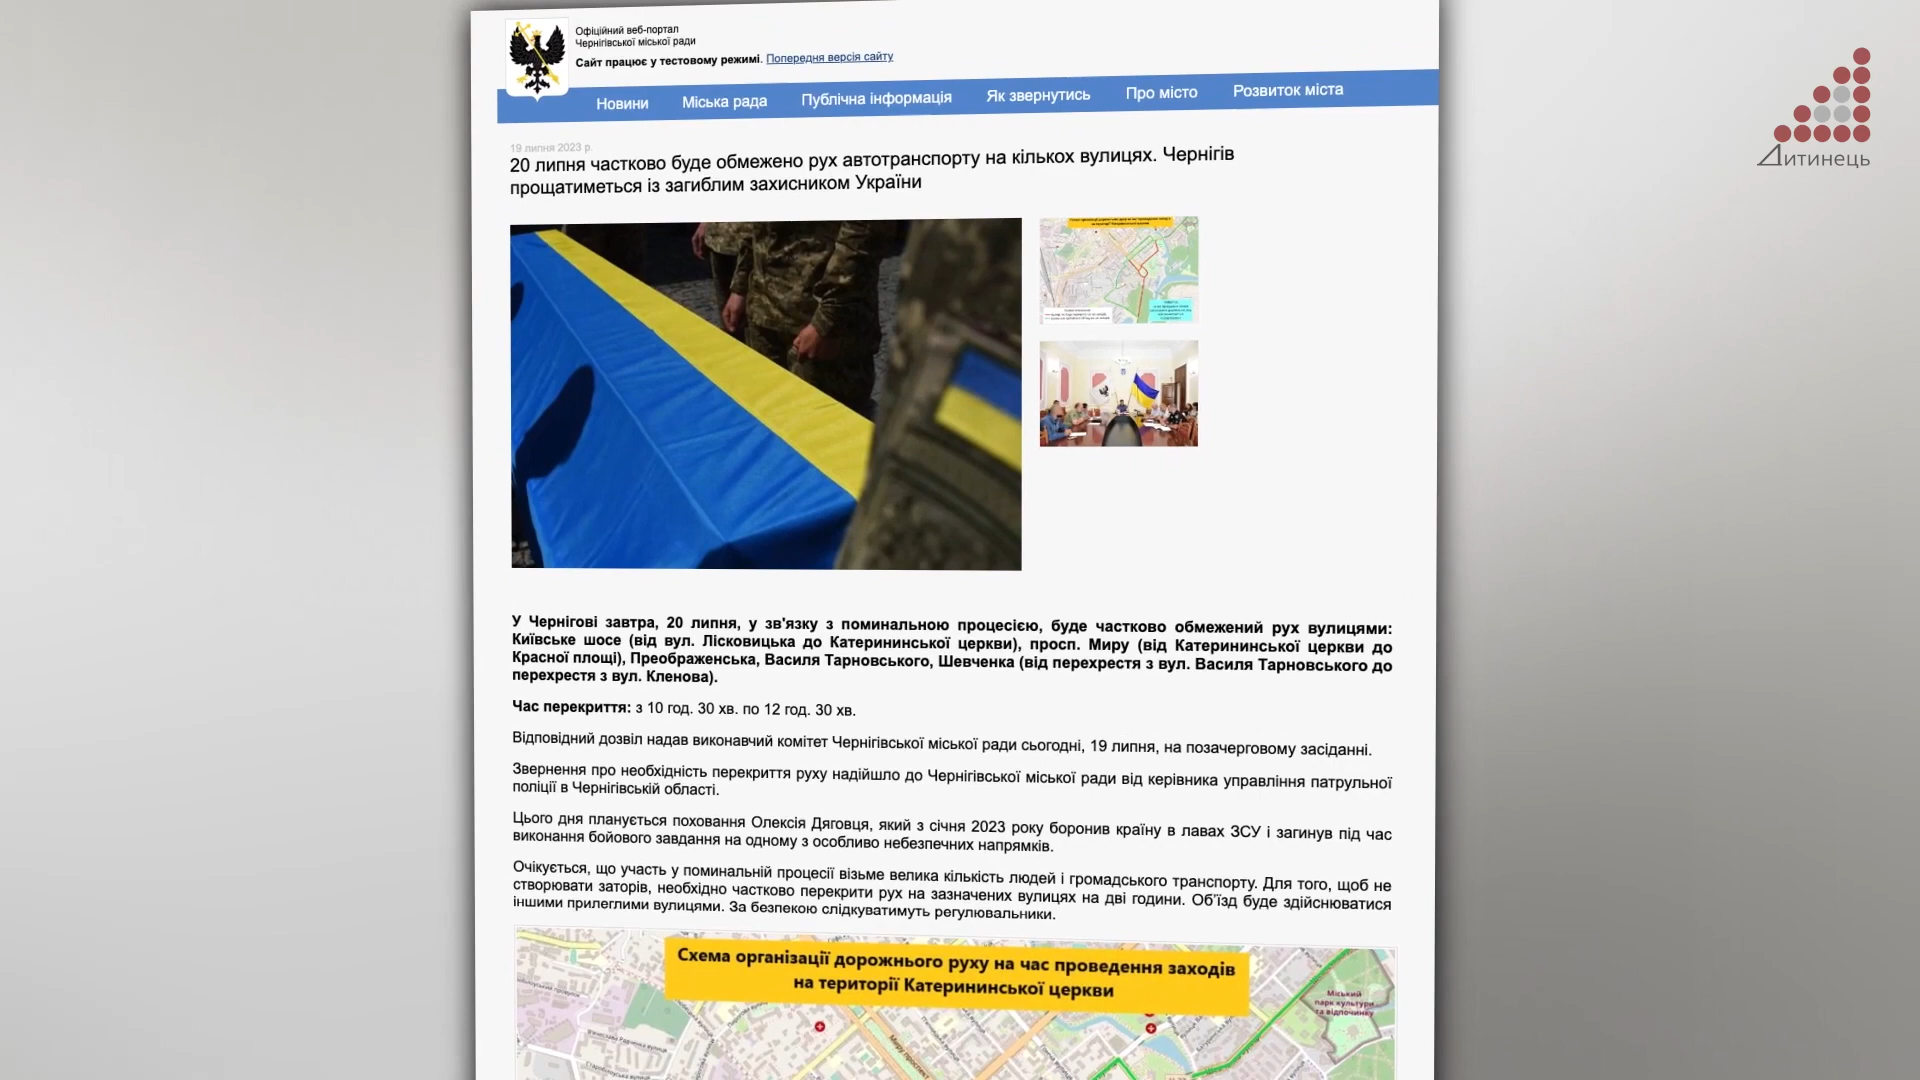 Офіційний веб-портал
Чернігівської міської ради
Сайт працює у тестовому режимі. Попередня версія сайту
Новини Міська рада Публічна інформація Як звернутись Про місто Розвиток міста
Дитинець
19 липня 2023 р.
20 липня частково буде обмежено рух автотранспорту на кількох вулицях. Чернігів
прощатиметься із загиблим захисником України
У Чернігові завтра, 20 липня, у зв'язку з поминальною процесією, буде частково обмежений рух вулицями:
Київське шосе (від вул. Лісковицька до Катерининської церкви), просп. Миру (від Катерининської церкви до
Красної площі), Преображенська, Василя Тарновського, Шевченка (від перехрестя з вул. Василя Тарновського до
перехрестя з вул. Кленова).
Час перекриття: з 10 год. 30 хв. по 12 год. 30 хв.
Відповідний дозвіл надав виконавчий комітет Чернігівської міської ради сьогодні, 19 липня, на позачерговому засіданні.
Звернення про необхідність перекриття руху надійшло до Чернігівської міської ради від керівника управління патрульної
поліції в Чернігівській області.
Цього дня планується поховання Олексія Дяговця, який з січня 2023 року боронив країну в лавах ЗСУ і загинув під час
виконання бойового завдання на одному з особливо небезпечних напрямків.
Очікується, що участь у поминальній процесії візьме велика кількість людей і громадського транспорту. Для того, щоб не
створювати заторів, необхідно частково перекрити рух на зазначених вулицях на дві години. Об'їзд буде здійснюватися
іншими прилеглими вулицями. За безпекою слідкуватимуть регулювальники.
Схема організації дорожнього руху на час проведення заходів
на території Катерининської церкви
Міський
парк культури
та відпочинку
Миру проспект